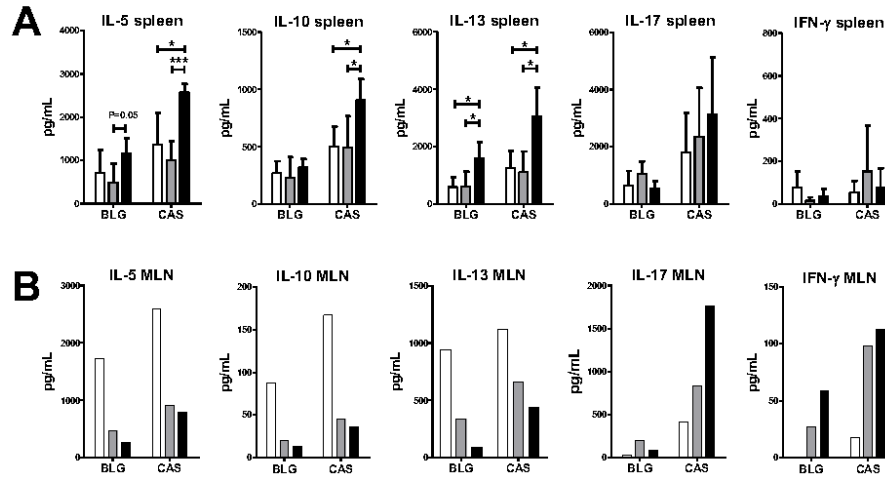 A
IL-5 spleen
IL-10 spleen
IL-13 spleen
IL-17 spleen
IFN-γ spleen
pg/mL
4000
3000
2000
1000
0
P=0.05
*
***
BLG
CAS
pg/mL
1500
1000
500
0
*
*
BLG
CAS
pg/mL
6000
4000
2000
0
*
*
*
*
BLG
CAS
pg/mL
6000
4000
2000
0
BLG
CAS
pg/mL
800
600
400
200
0
BLG
CAS
B
IL-5 MLN
IL-10 MLN
IL-13 MLN
IL-17 MLN
IFN-γ MLN
pg/mL
3000
2000
1000
0
BLG
CAS
pg/mL
200
150
100
50
0
BLG
CAS
pg/mL
1500
1000
500
0
BLG
CAS
pg/mL
2000
1500
1000
500
0
BLG
CAS
pg/mL
150
100
50
0
BLG
CAS